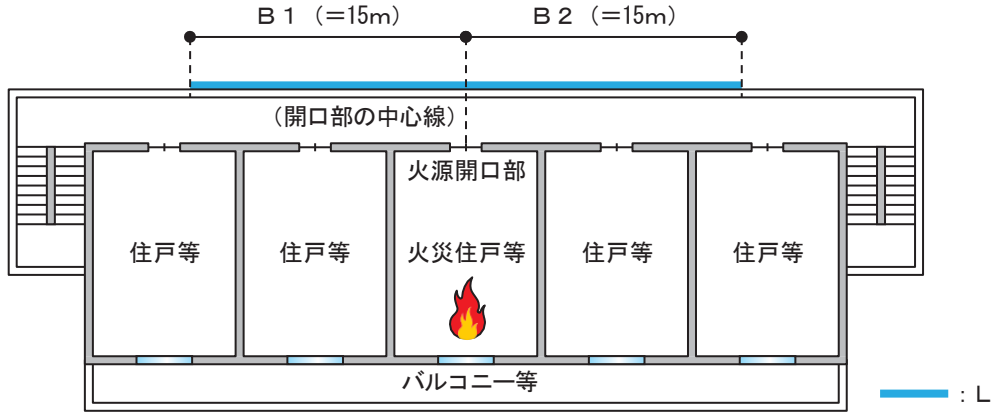 Ｂ１（=15m）
Ｂ２（=15m）
（開口部の中心線）
火源開口部
住戸等
住戸等
火災住戸等
住戸等
住戸等
バルコニー等
：L